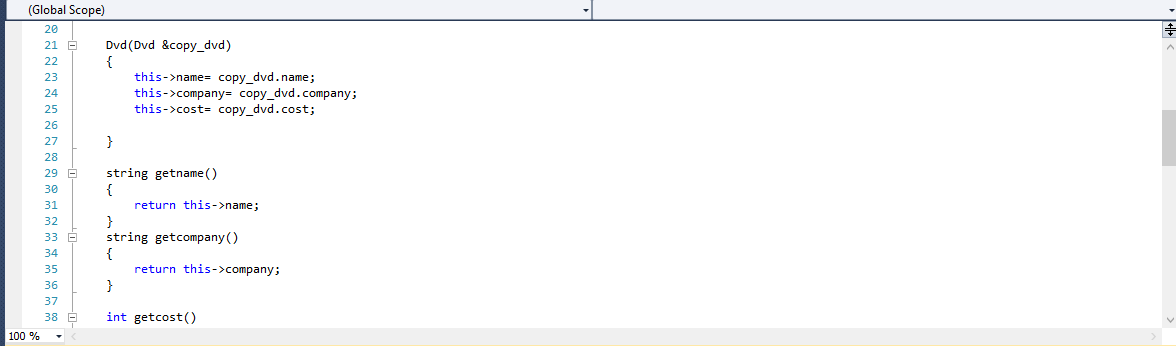 (Global Scope)
20
21 Dvd(Dvd &copy_dvd)
22 {
23 this->name= copy_dvd.name;
24 this->company= copy_dvd.company;
25 this->cost= copy_dvd.cost;
26
27 }
28
29 string getname()
30 {
31 return this->name;
32 }
33 string getcompany()
34 {
35 return this->company;
36 }
37
38 int getcost()
100 %